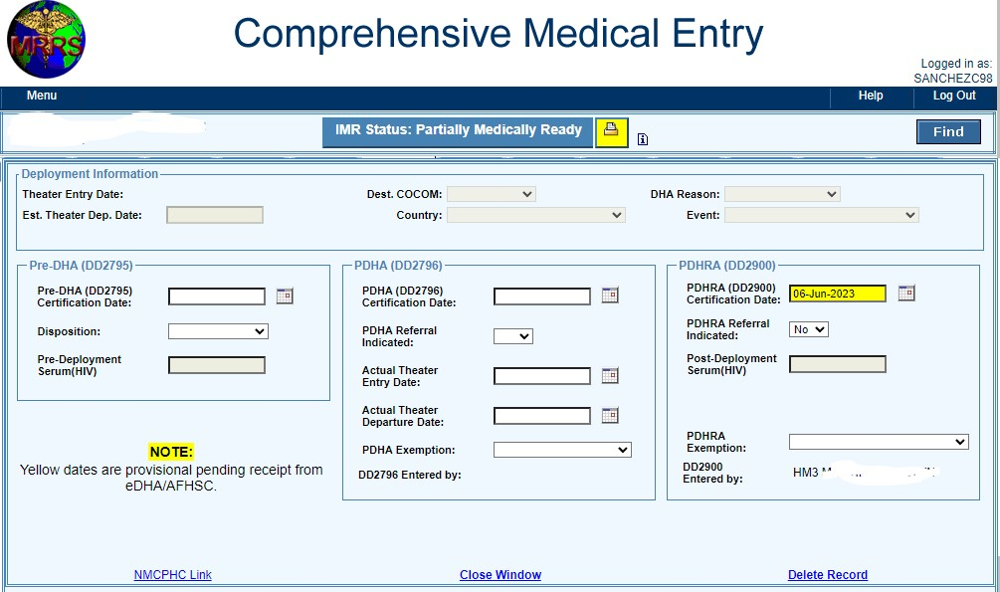 MRRS
Comprehensive Medical Entry
Logged in as:
SANCHEZC98
Menu
Help
Log Out
IMR Status: Partially Medically Ready
Find
Deployment Information
Theater Entry Date:
Dest. COCOM:
DHA Reason:
Est. Theater Dep. Date:
Country:
Event:
Pre-DHA (DD2795)
Pre-DHA (DD2795)
Certification Date:
Disposition:
Pre-Deployment
Serum(HIV)
NOTE:
Yellow dates are provisional pending receipt from
eDHA/AFHSC.
PDHA (DD2796)
PDHA (DD2796)
Certification Date:
PDHA Referral
Indicated:
Actual Theater
Entry Date:
Actual Theater
Departure Date:
PDHA Exemption:
DD2796 Entered by:
PDHRA (DD2900)
PDHRA (DD2900)
Certification Date:
06-Jun-2023
PDHRA Referral
Indicated:
No
Post-Deployment
Serum(HIV)
PDHRA
Exemption:
DD2900
Entered by:
HM3
NMCPHC Link
Close Window
Delete Record